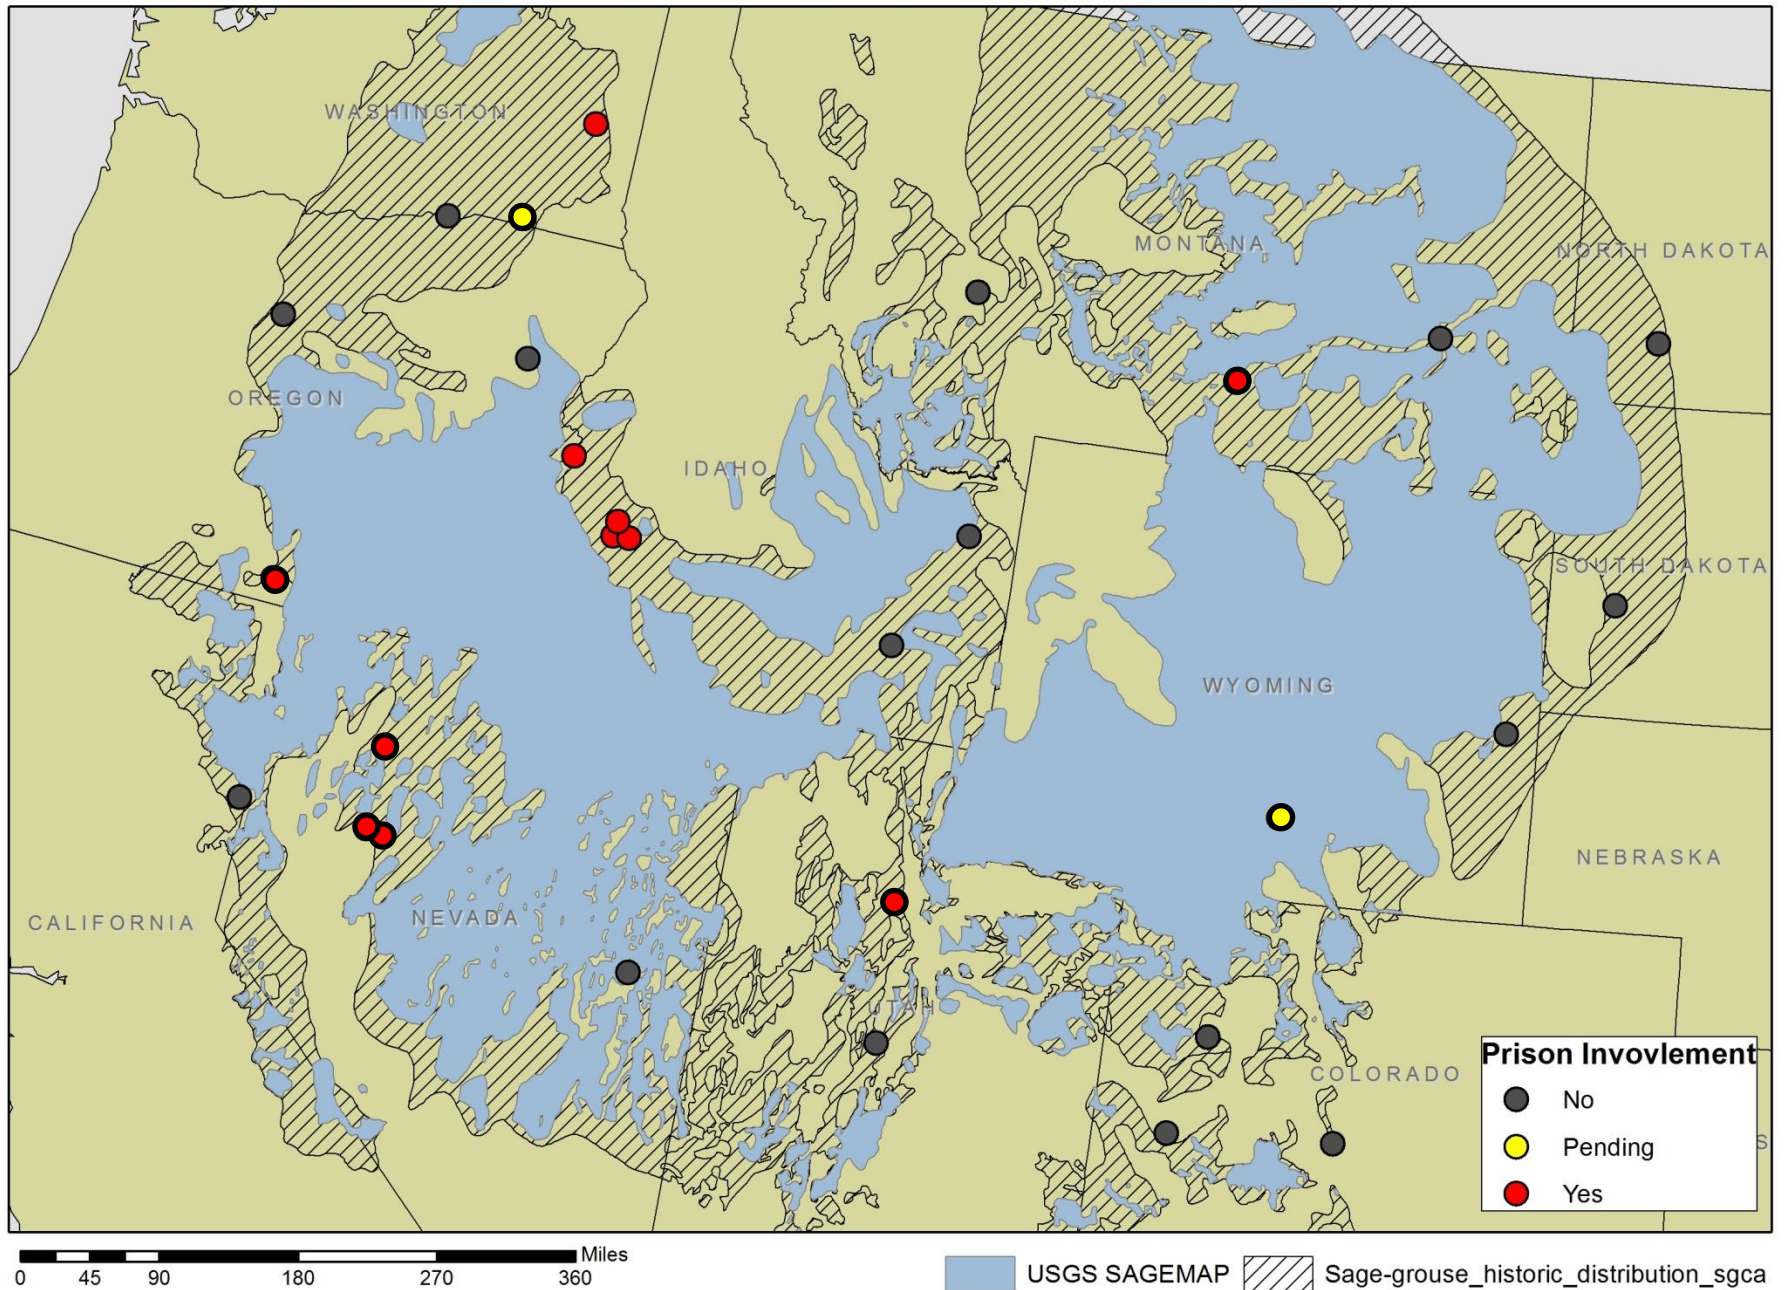 WASHINGTON
MONTANA
NORTH DAKOTA
OREGON
IDAHO
SOUTH DAKOTA
WYOMING
NEBRASKA
CALIFORNIA
NEVADA
UTAH
COLORADO
S
Prison Invovlement
No
Pending
Yes
Miles
0 45 90 180 270 360
USGS SAGEMAP
Sage-grouse_historic_distribution_sgca